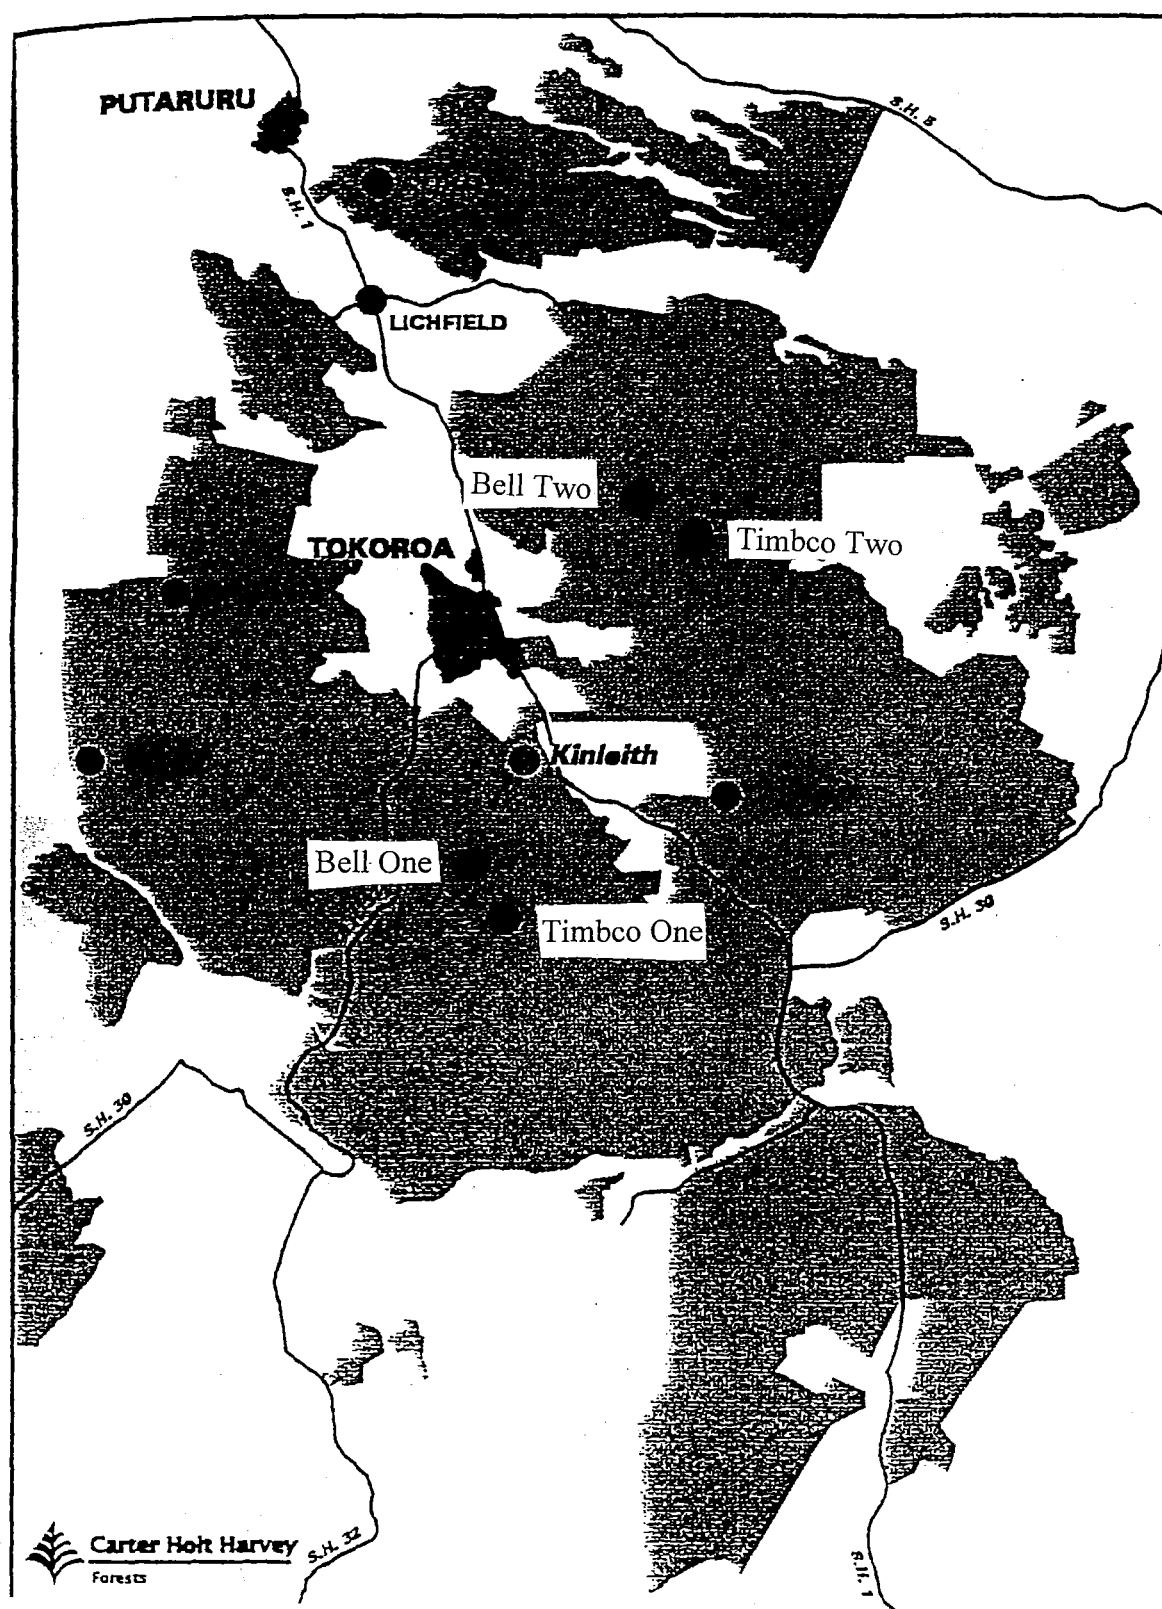 PUTARURU
S.H. 5
S.H. 1
LICHFIELD
Bell Two
TOKOROA
Timbco Two
Kinleith
Bell One
Timbco One
S.H. 30
S.H. 30
Carter Holt Harvey
Forests
S.H. 32
S.H. 1